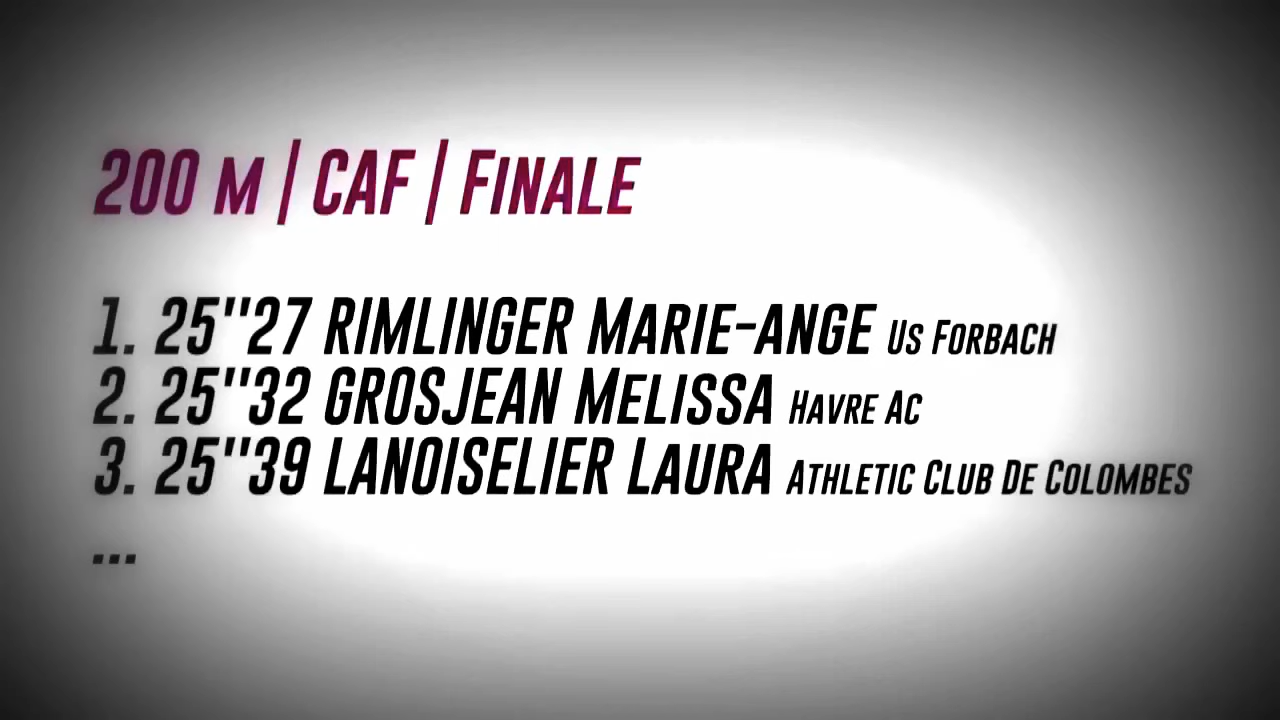 200 m | CAF | Finale
1. 25"27 RIMLINGER Marie-ange Us Forbach
2. 25"32 GROSJEAN Melissa Havre Ac
3. 25"39 LANOISELIER Laura Athletic Club De Colombes
...